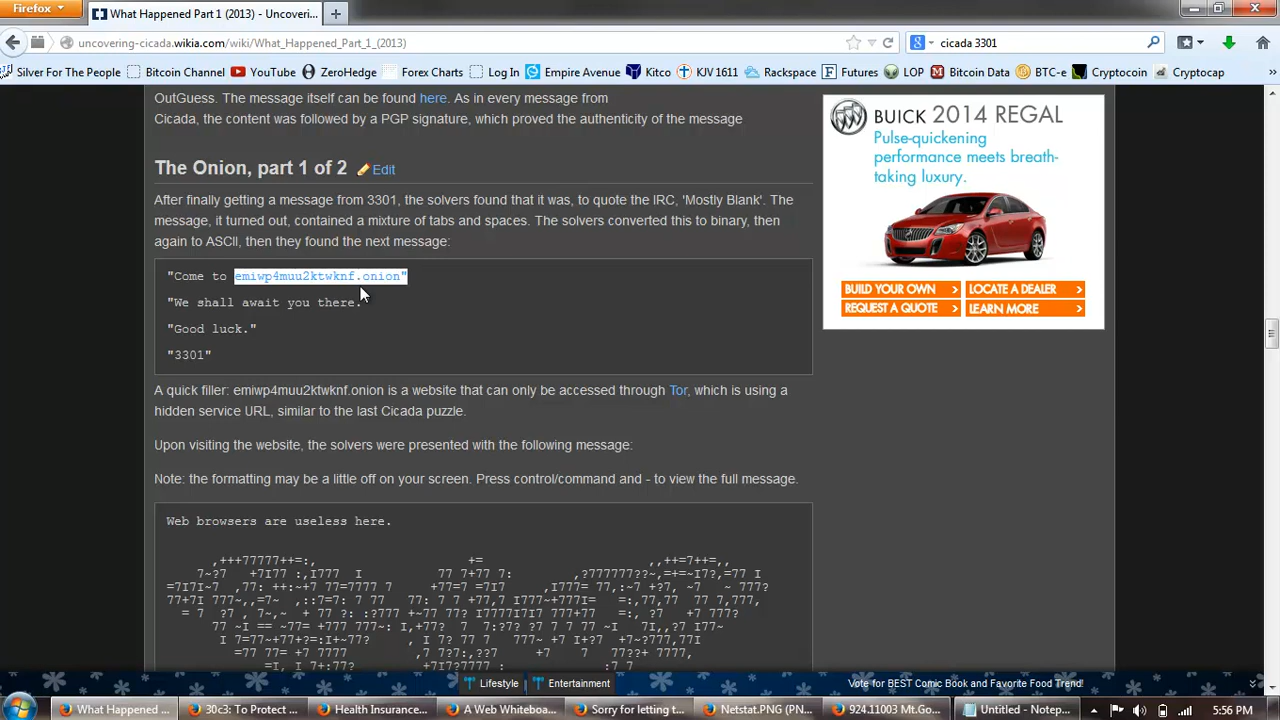 Firefox
What Happened Part 1 (2013) - Uncoverin...
uncovering-cicada.wikia.com/wiki/What_Happened_Part_1_(2013)
cicada 3301
Silver For The People
Bitcoin Channel
YouTube
ZeroHedge
Forex Charts
Log In
Empire Avenue
Kitco
KJV 1611
Rackspace
Futures
LOP
Bitcoin Data
BTC-e
Cryptocoin
Cryptocap
OutGuess. The message itself can be found here. As in every message from
Cicada, the content was followed by a PGP signature, which proved the authenticity of the message
The Onion, part 1 of 2 Edit
After finally getting a message from 3301, the solvers found that it was, to quote the IRC, 'Mostly Blank'. The
message, it turned out, contained a mixture of tabs and spaces. The solvers converted this to binary, then
again to ASCII, then they found the next message:
"Come to emiwp4muu2ktwknf.onion"
"We shall await you there.
"Good luck."
"3301"
A quick filler: emiwp4muu2ktwknf.onion is a website that can only be accessed through Tor, which is using a
hidden service URL, similar to the last Cicada puzzle.
Upon visiting the website, the solvers were presented with the following message:
Note: the formatting may be a little off on your screen. Press control/command and - to view the full message.
Web browsers are useless here.
BUICK 2014 REGAL
Pulse-quickening
performance meets breath-
taking luxury.
BUILD YOUR OWN >
LOCATE A DEALER >
REQUEST A QUOTE >
LEARN MORE >
Lifestyle
Entertainment
Vote for BEST Comic Book and Favorite Food Trend!
What Happened ...
30c3: To Protect ...
Health Insurance...
A Web Whiteboa...
Sorry for letting t...
Netstat.PNG (PN...
924.11003 Mt.Go...
Untitled - Notep...
5:56 PM